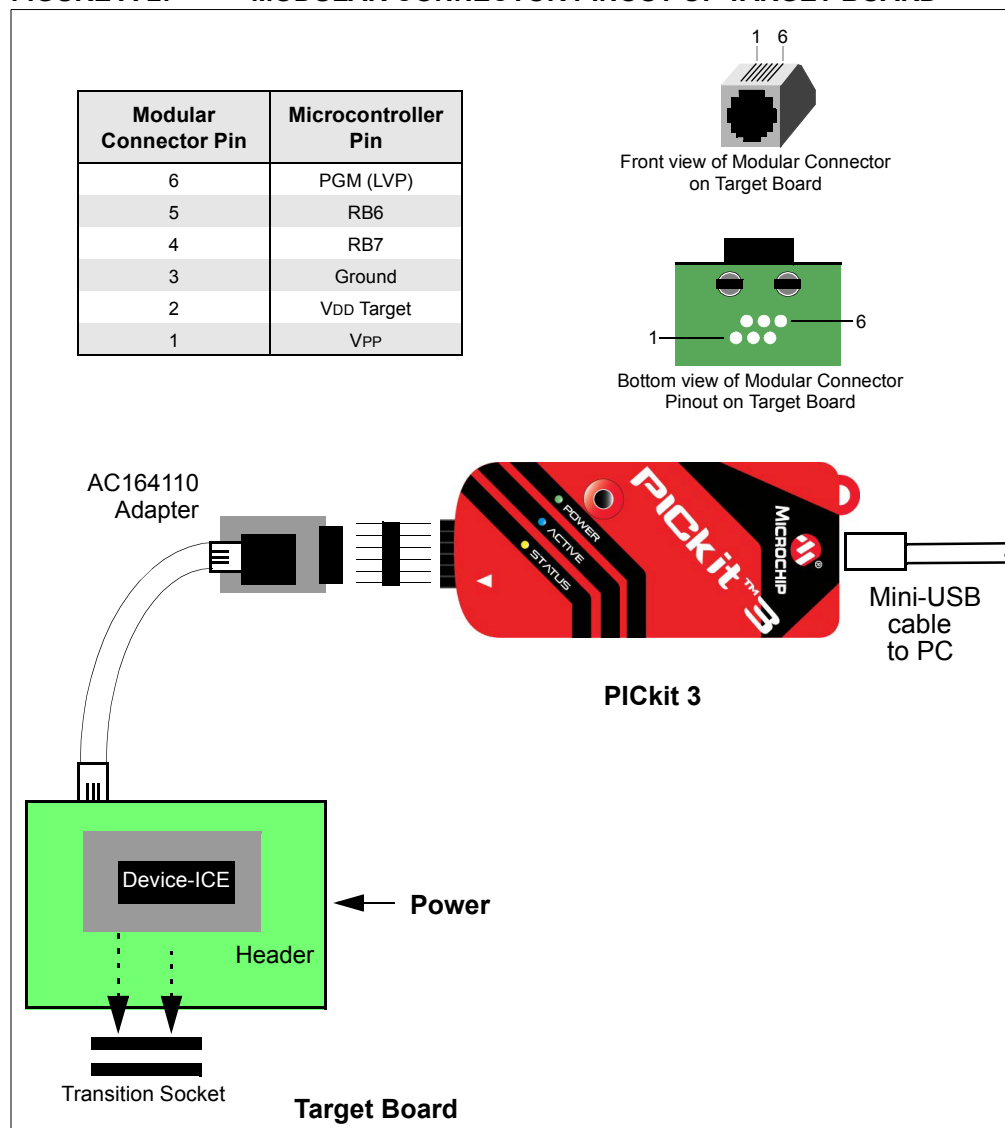 Modular Connector Pin
Microcontroller Pin
6 PGM (LVP)
5 RB6
4 RB7
3 Ground
2 VDD Target
1 VPP
1 6
Front view of Modular Connector
on Target Board
6
1
Bottom view of Modular Connector
Pinout on Target Board
AC164110
Adapter
POWER
ACTIVE
STATUS
PICkit™3
MICROCHIP
®
Mini-USB
cable
to PC
PICkit 3
Device-ICE
Power
Header
Transition Socket
Target Board